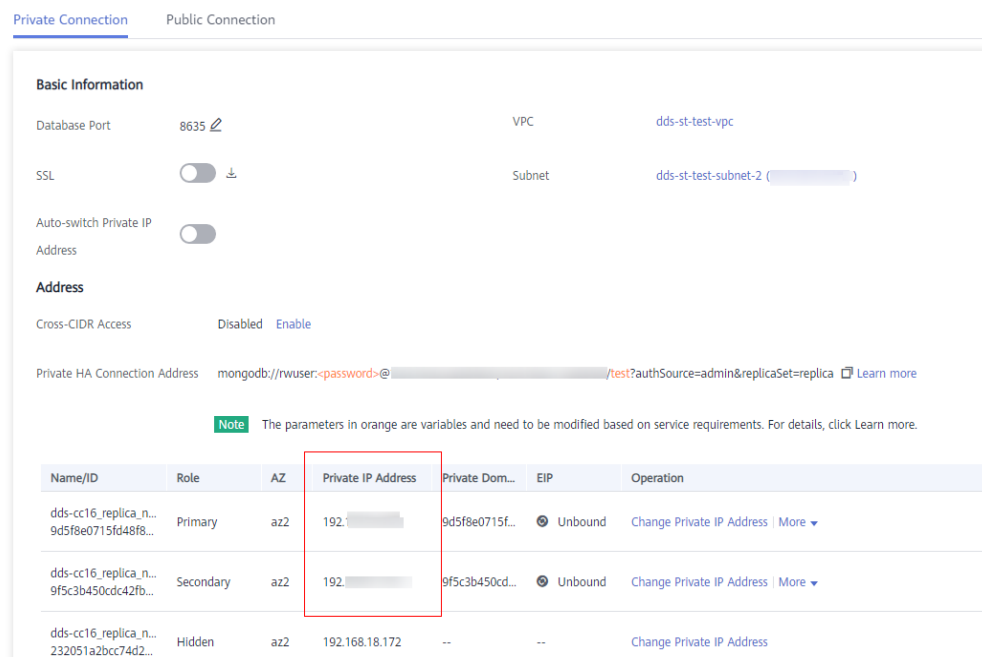 Private Connection Public Connection
Basic Information
Database Port 8635 VPC dds-st-test-vpc
SSL Subnet dds-st-test-subnet-2 ( )
Auto-switch Private IP
Address
Address
Cross-CIDR Access Disabled Enable
Private HA Connection Address mongodb://rwuser:<password>@ /test?authSource=admin&replicaSet=replica Learn more
Note The parameters in orange are variables and need to be modified based on service requirements. For details, click Learn more.
Name/ID Role AZ Private IP Address Private Dom... EIP Operation
dds-cc16_replica_n...
9d5f8e0715fd48f8... Primary az2 192. 9d5f8e0715f... Unbound Change Private IP Address More
dds-cc16_replica_n...
9f5c3b450cdc42fb... Secondary az2 192. 9f5c3b450cd... Unbound Change Private IP Address More
dds-cc16_replica_n...
232051a2bcc74d2... Hidden az2 192.168.18.172 -- -- Change Private IP Address